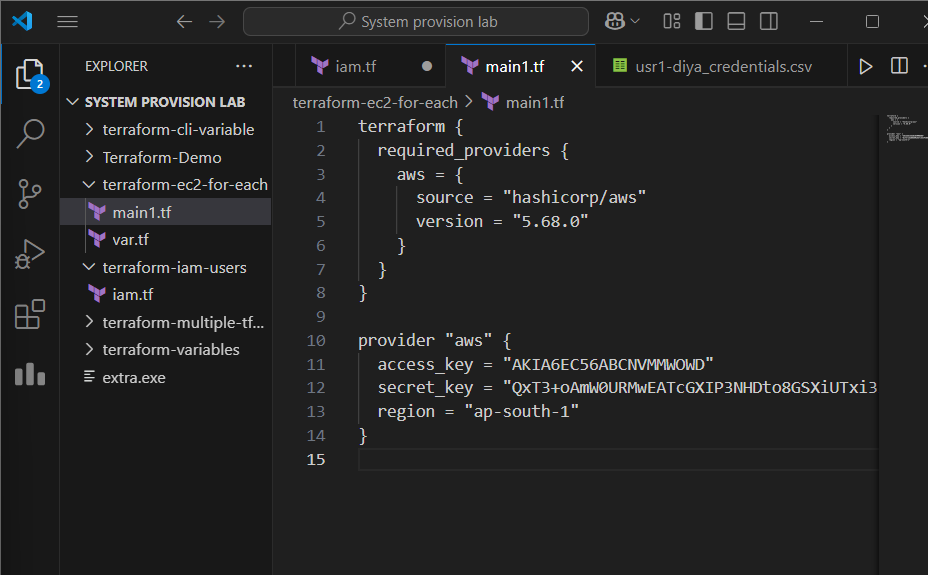 System provision lab
EXPLORER
iam.tf
main1.tf
usr1-diya_credentials.csv
2
SYSTEM PROVISION LAB
terraform-cli-variable
Terraform-Demo
terraform-ec2-for-each
main1.tf
var.tf
terraform-iam-users
iam.tf
terraform-multiple-tf...
terraform-variables
extra.exe
terraform-ec2-for-each > main1.tf
1 terraform {
2 required_providers {
3 aws = {
4 source = "hashicorp/aws"
5 version = "5.68.0"
6 }
7 }
8 }
9
10 provider "aws" {
11 access_key = "AKIA6EC56ABCNVMMWOWD"
12 secret_key = "QxT3+oAmW0URMwEATcGXIP3NHDto8GSXiUTxi3
13 region = "ap-south-1"
14 }
15